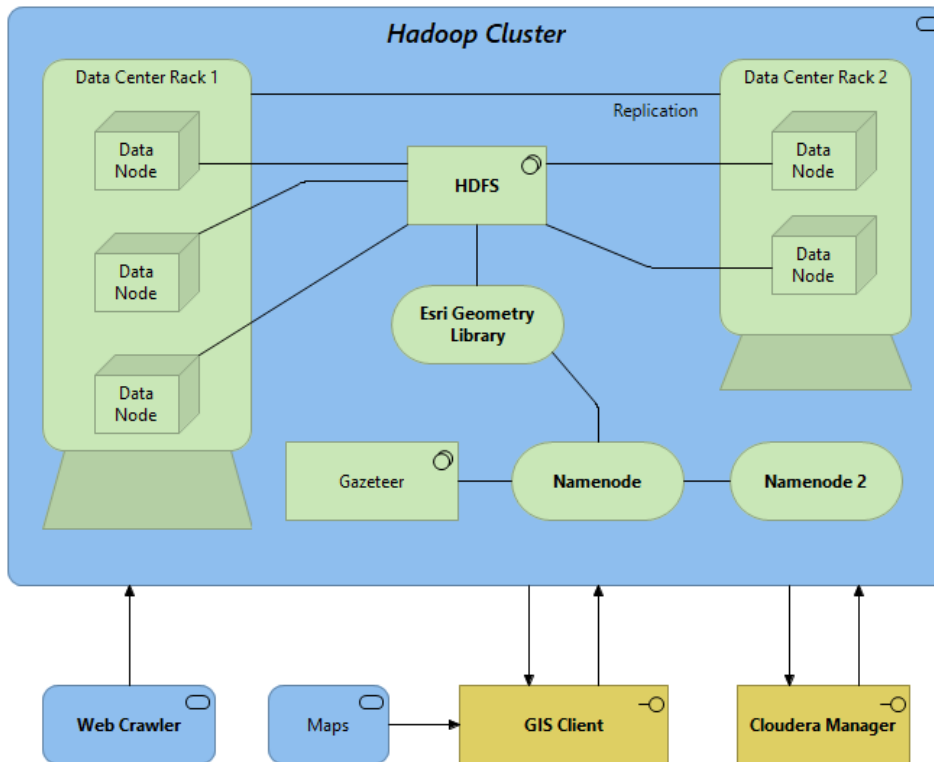 Hadoop Cluster
Data Center Rack 1
Data Center Rack 2
Replication
Data
Node
Data
Node
HDFS
Data
Node
Data
Node
Esri Geometry
Library
Data
Node
Gazeteer
Namenode
Namenode 2
Web Crawler
Maps
GIS Client
Cloudera Manager